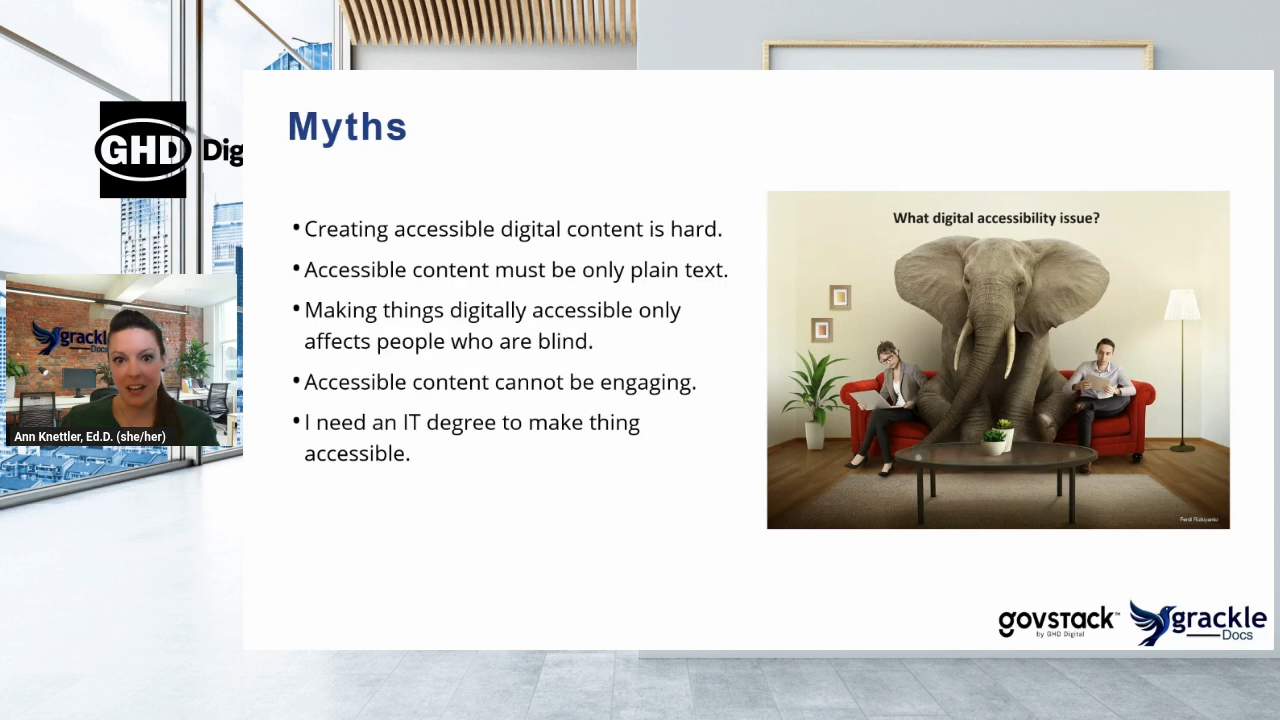 GHD Dig
Myths
• Creating accessible digital content is hard.
• Accessible content must be only plain text.
• Making things digitally accessible only
affects people who are blind.
• Accessible content cannot be engaging.
• I need an IT degree to make thing
accessible.
What digital accessibility issue?
grackle
Docs
Ann Knettler, Ed.D. (she/her)
govstack™
by GHD Digital
grackle
Docs